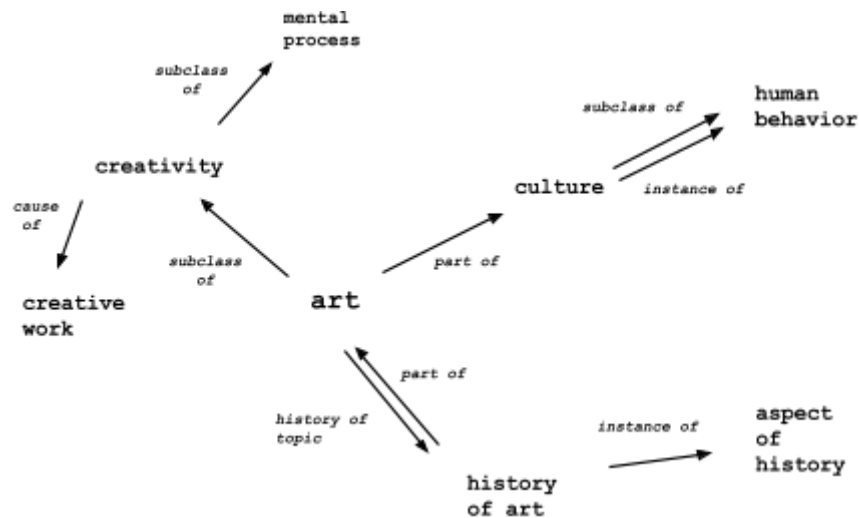 mental
process
subclass
of
human
behavior
subclass of
creativity
culture
instance of
cause
of
subclass
of
part of
creative
work
art
part of
history of
topic
instance of
aspect
of
history
history
of art